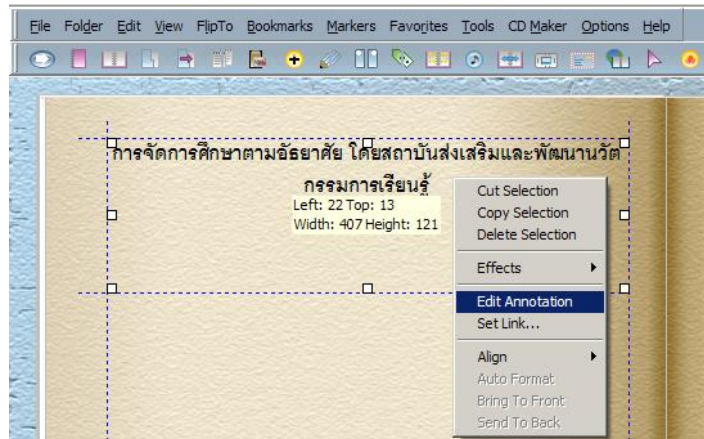 File Folder Edit View FlipTo Bookmarks Markers Favorites Tools CD Maker Options Help
การจัดการศึกษาตามอัธยาศัย โดยสถาบันส่งเสริมและพัฒนานวัต
กรรมการเรียนรู้
Left: 22 Top: 13
Width: 407 Height: 121
Cut Selection
Copy Selection
Delete Selection
Effects
Edit Annotation
Set Link...
Align
Auto Format
Bring To Front
Send To Back